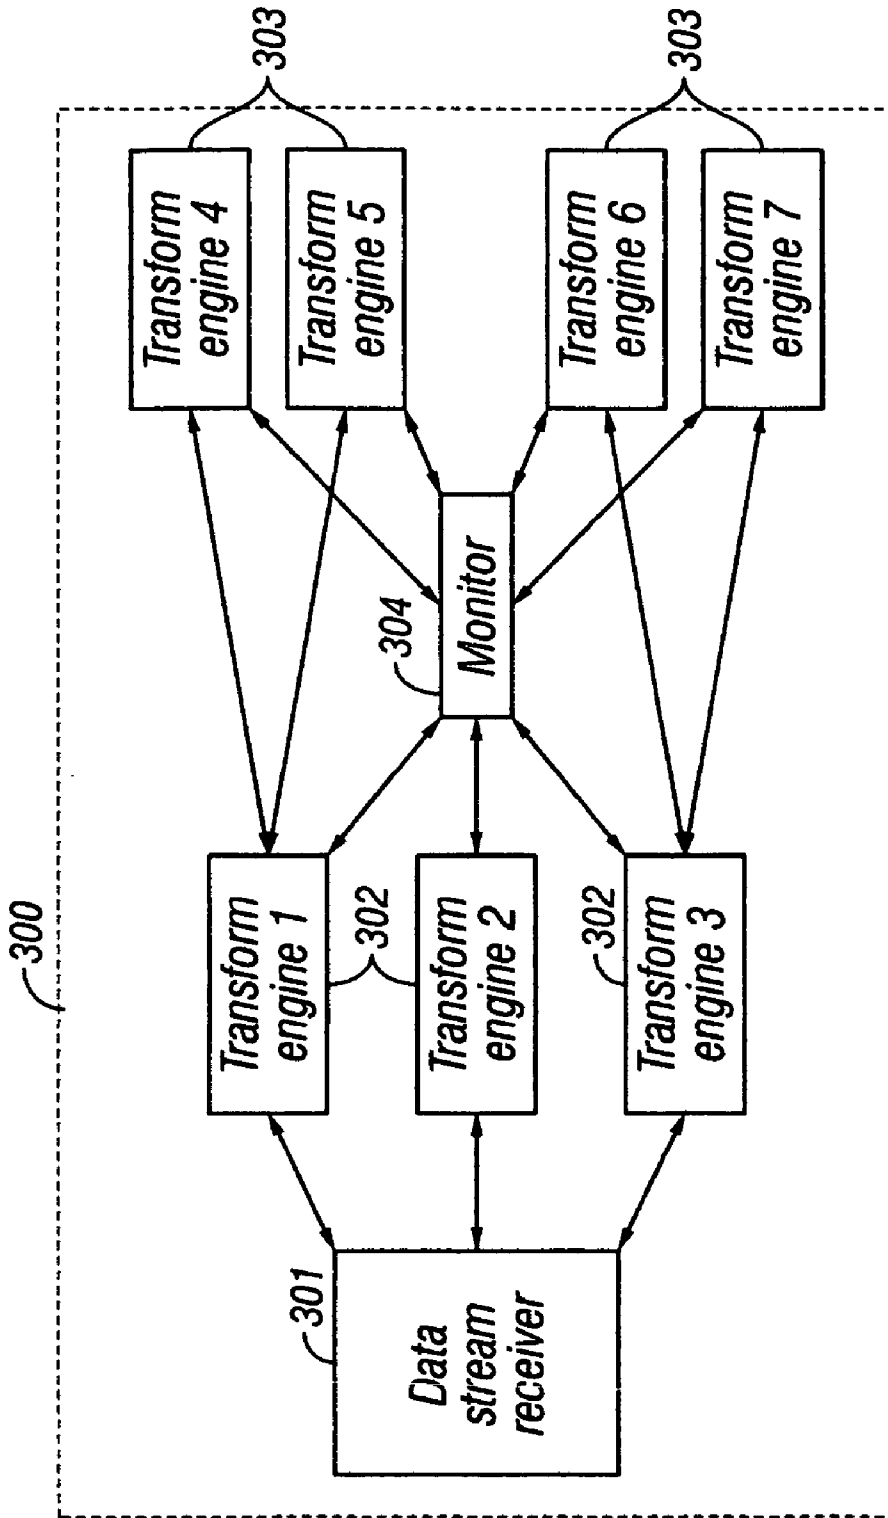 300
303
303
Transform
engine 4
Transform
engine 5
Transform
engine 6
Transform
engine 7
304
Monitor
302
302
Transform
engine 1
Transform
engine 2
Transform
engine 3
301
Data
stream
receiver